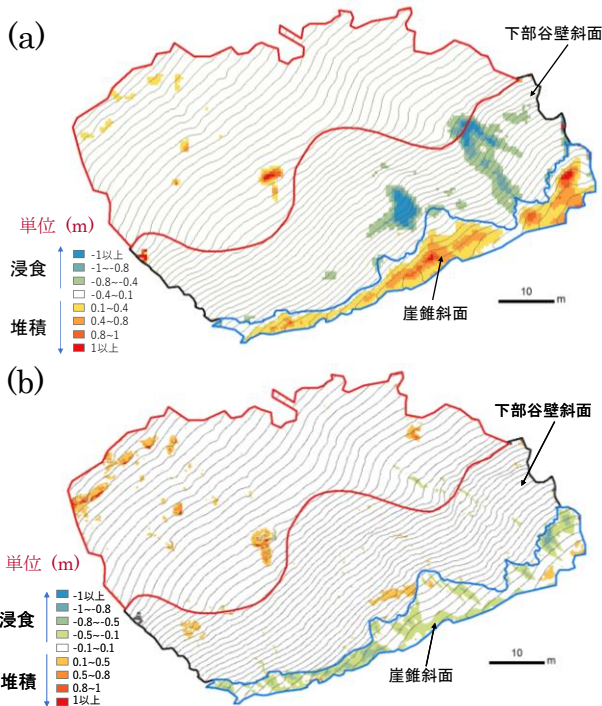 (a)
下部谷壁斜面
単位 (m)
浸食
堆積
-1以上
-1~-0.8
-0.8~-0.4
-0.4~0.1
0.1~0.4
0.4~0.8
0.8~1
1以上
崖錐斜面
10
m
(b)
下部谷壁斜面
単位 (m)
浸食
堆積
-1以上
-1~-0.8
-0.8~-0.5
-0.5~-0.1
-0.1~0.1
0.1~0.5
0.5~0.8
0.8~1
1以上
崖錐斜面
10
m